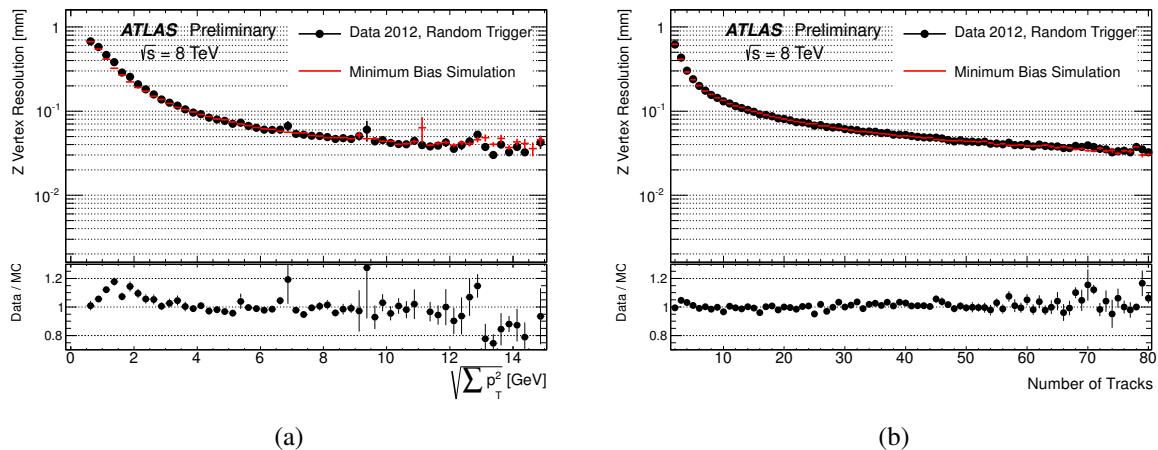 Z Vertex Resolution [mm]
1
10⁻¹
10⁻²
ATLAS Preliminary
√s = 8 TeV
Data 2012, Random Trigger
Minimum Bias Simulation
Data / MC
1.2
1
0.8
0 2 4 6 8 10 12 14
√∑ p_T^2 [GeV]
(a)
Z Vertex Resolution [mm]
1
10⁻¹
10⁻²
ATLAS Preliminary
√s = 8 TeV
Data 2012, Random Trigger
Minimum Bias Simulation
Data / MC
1.2
1
0.8
10 20 30 40 50 60 70 80
Number of Tracks
(b)